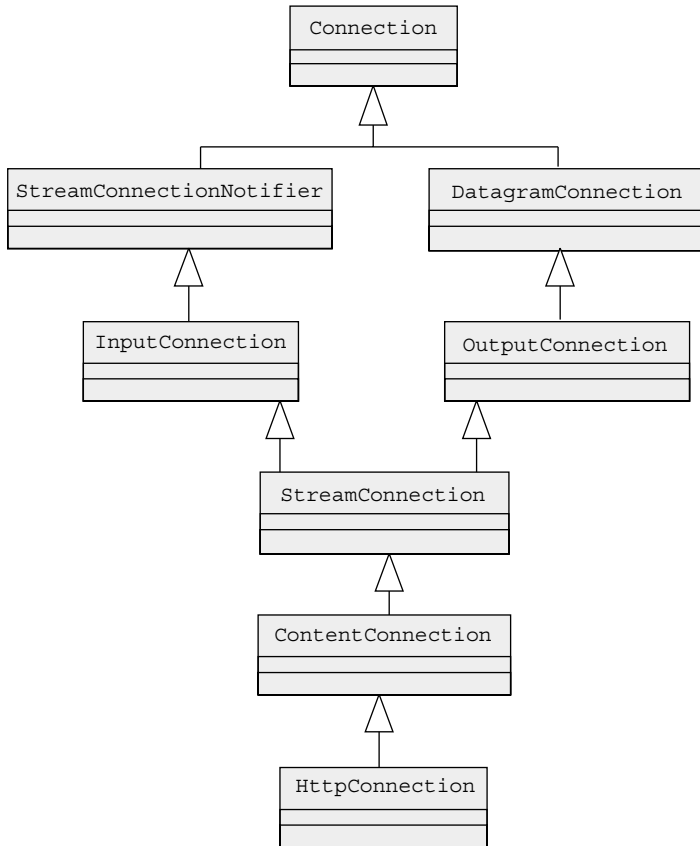 Connection
StreamConnectionNotifier
DatagramConnection
InputConnection
OutputConnection
StreamConnection
ContentConnection
HttpConnection